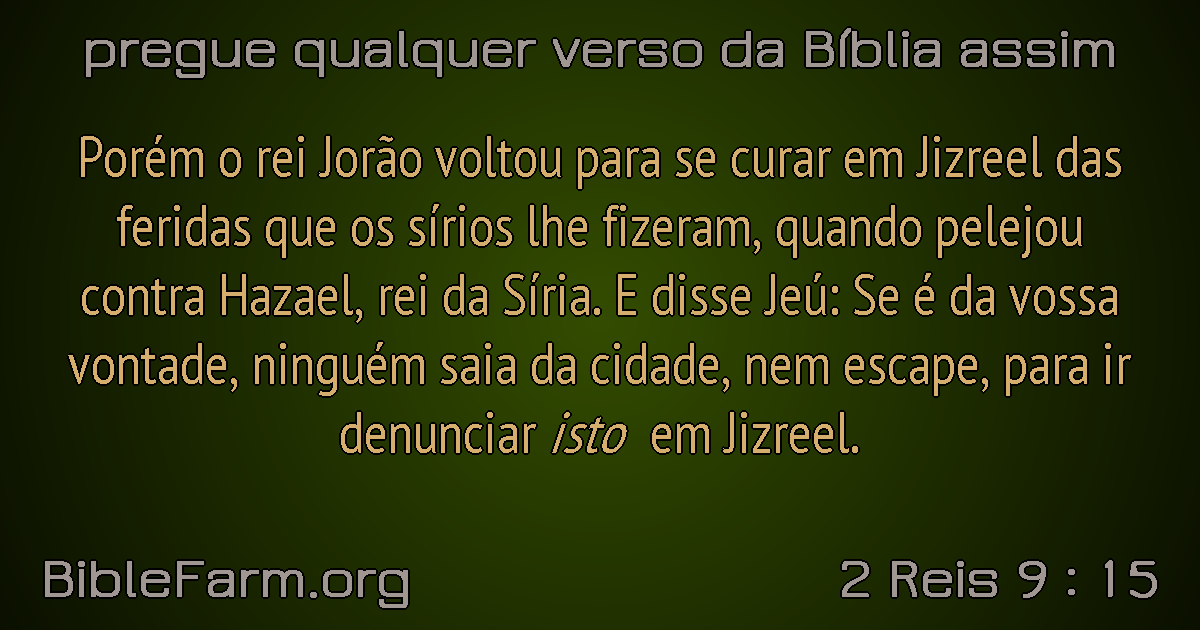 pregue qualquer verso da Bíblia assim
Porém o rei Jorão voltou para se curar em Jizreel das
feridas que os sírios lhe fizeram, quando pelejou
contra Hazael, rei da Síria. E disse Jeú: Se é da vossa
vontade, ninguém saia da cidade, nem escape, para ir
denunciar isto em Jizreel.
BibleFarm.org
2 Reis 9 : 15